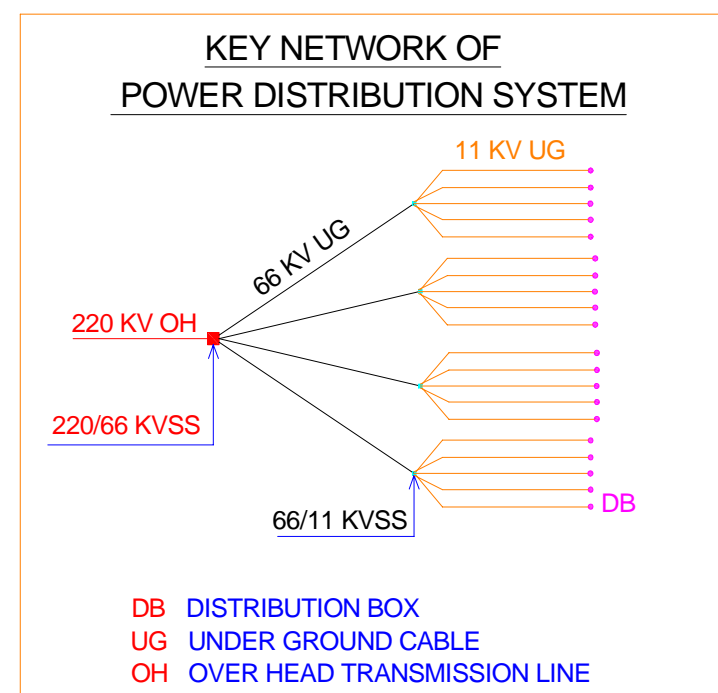 KEY NETWORK OF
POWER DISTRIBUTION SYSTEM
11 KV UG
66 KV UG
220 KV OH
220/66 KVSS
66/11 KVSS
DB
DB DISTRIBUTION BOX
UG UNDER GROUND CABLE
OH OVER HEAD TRANSMISSION LINE